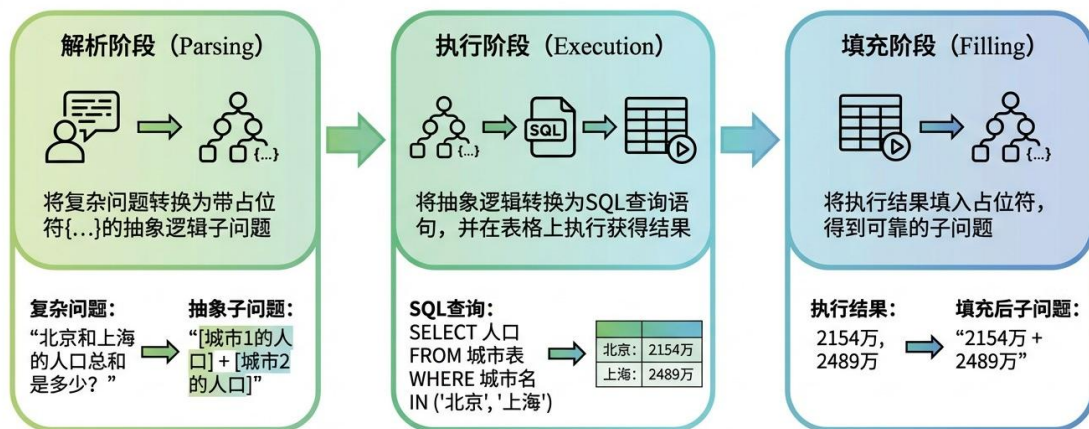 解析阶段（Parsing）
{...}
将复杂问题转换为带占位
符{...}的抽象逻辑子问题
复杂问题：
“北京和上海
的人口总和
是多少？”
抽象子问题：
“[城市1的人
口] + [城市2
的人口]”
执行阶段（Execution）
{...}
SQL
将抽象逻辑转换为SQL查询语
句，并在表格上执行获得结果
SQL查询：
SELECT 人口
FROM 城市表
WHERE 城市名
IN ('北京', '上海')
北京： 2154万
上海： 2489万
填充阶段（Filling）
{...}
将执行结果填入占位符，
得到可靠的子问题
执行结果：
2154万,
2489万
填充后子问题：
“2154万 +
2489万”